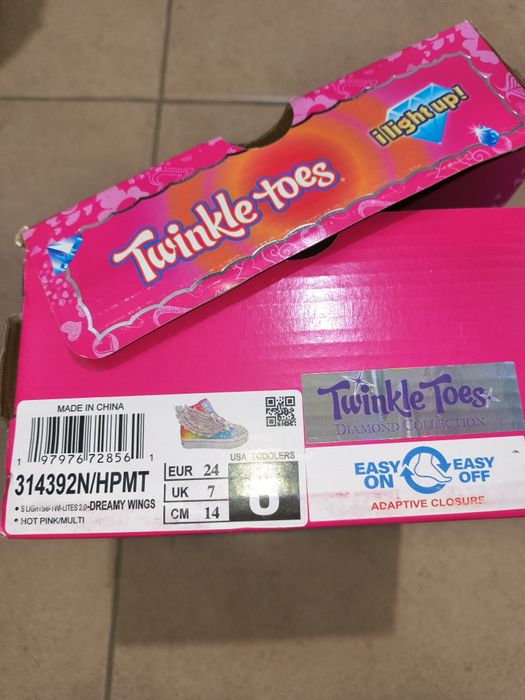 i light up!
Twinkle toes
MADE IN CHINA
1 97976 72856 1
314392N/HPMT
• HOT PINK/MULTI
DREAMY WINGS
EUR 24
UK 7
CM 14
USA TODDLERS
Twinkle Toes
DIAMOND COLLECTION
EASY ON
EASY OFF
ADAPTIVE CLOSURE